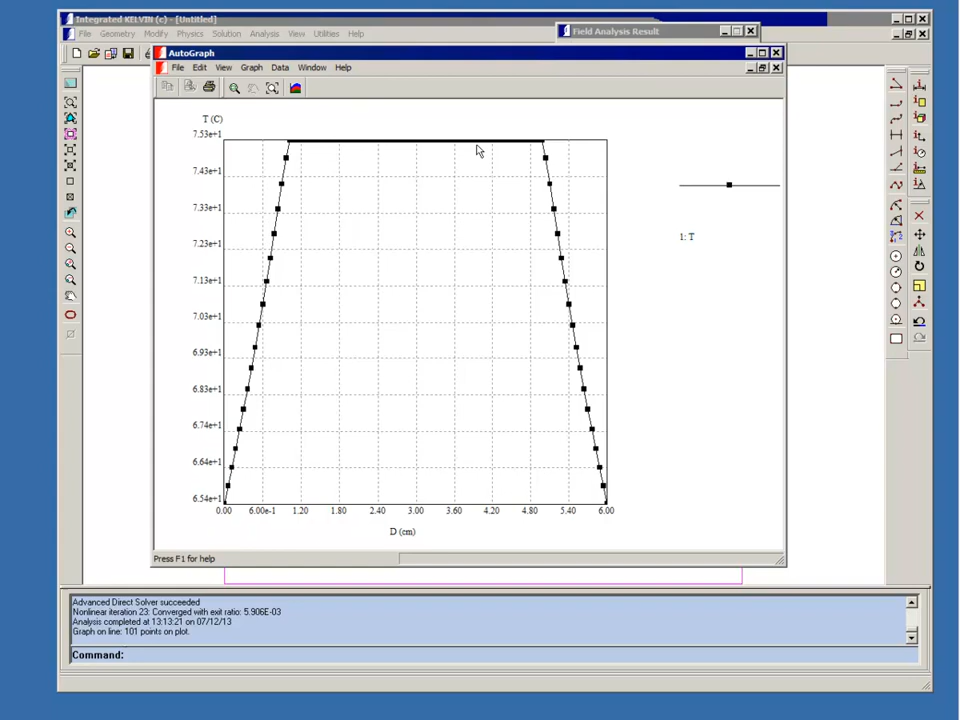 Integrated KELVIN (c) - [Untitled]
File Geometry Modify Physics Solution Analysis View Utilities Help
Field Analysis Result
AutoGraph
File Edit View Graph Data Window Help
T (C)
7.53e+1
7.43e+1
7.33e+1
7.23e+1
7.13e+1
7.03e+1
6.93e+1
6.83e+1
6.74e+1
6.64e+1
6.54e+1
0.00 6.00e-1 1.20 1.80 2.40 3.00 3.60 4.20 4.80 5.40 6.00
D (cm)
1: T
Press F1 for help
Advanced Direct Solver succeeded
Nonlinear iteration 23: Converged with exit ratio: 5.906E-03
Analysis completed at 13:13:21 on 07/12/13
Graph on line: 101 points on plot.
Command: